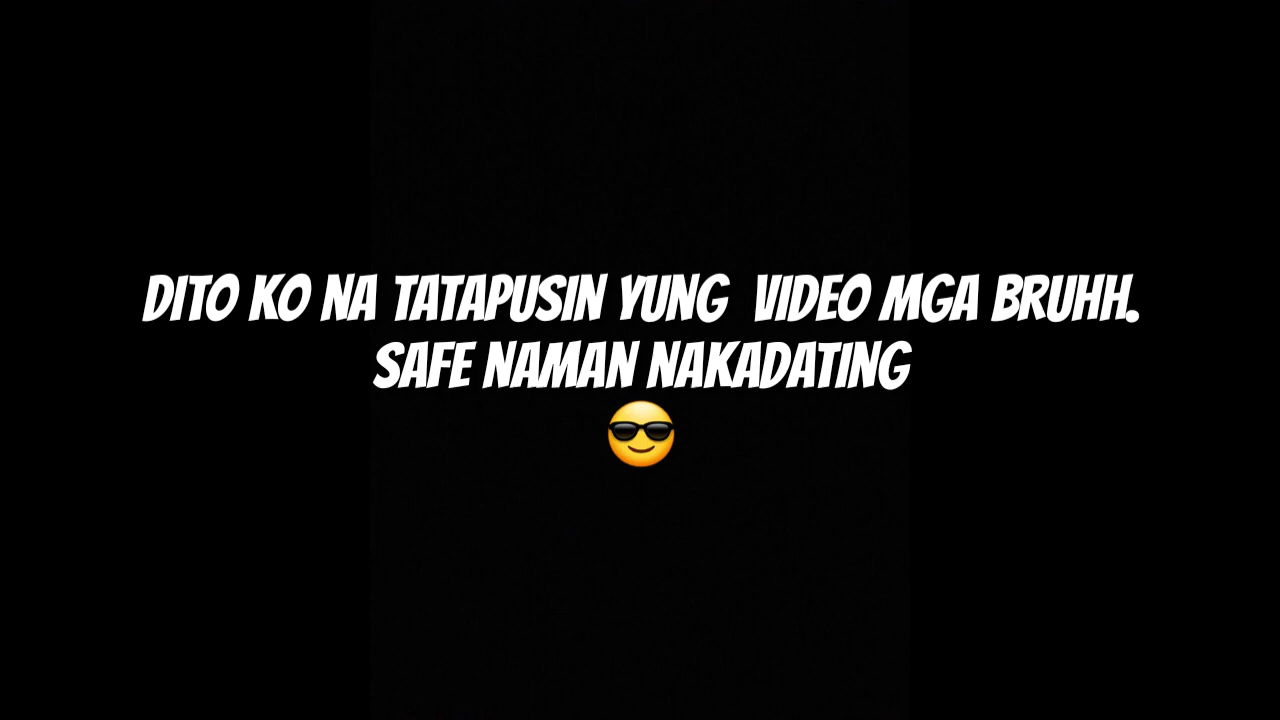 DITO KO NA TATAPUSIN YUNG VIDEO MGA BRUHH.
SAFE NAMAN NAKADATING
😎